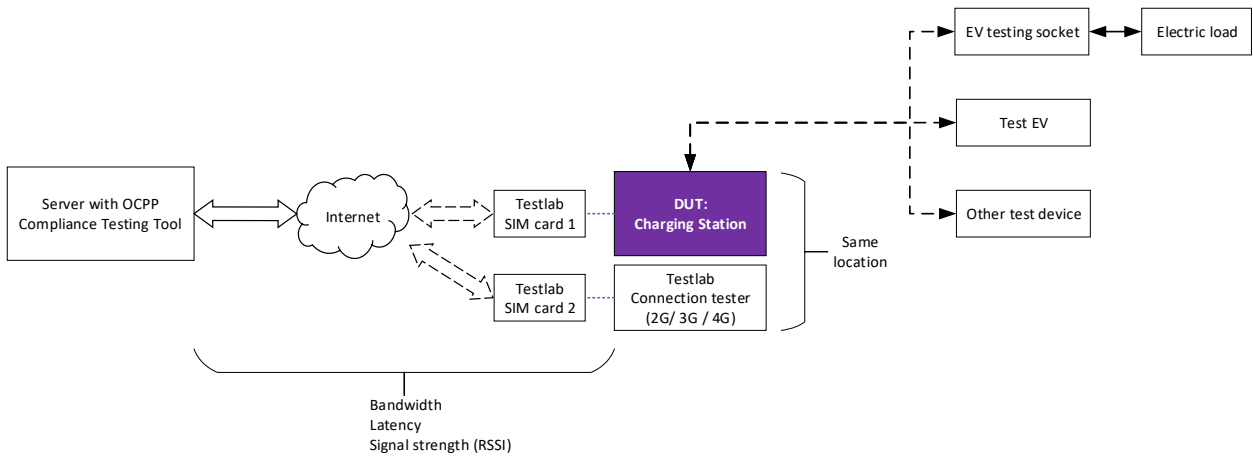 EV testing socket
Electric load
Test EV
Other test device
Server with OCPP
Compliance Testing Tool
Internet
Testlab
SIM card 1
DUT:
Charging Station
Same
location
Testlab
SIM card 2
Testlab
Connection tester
(2G/ 3G / 4G)
Bandwidth
Latency
Signal strength (RSSI)